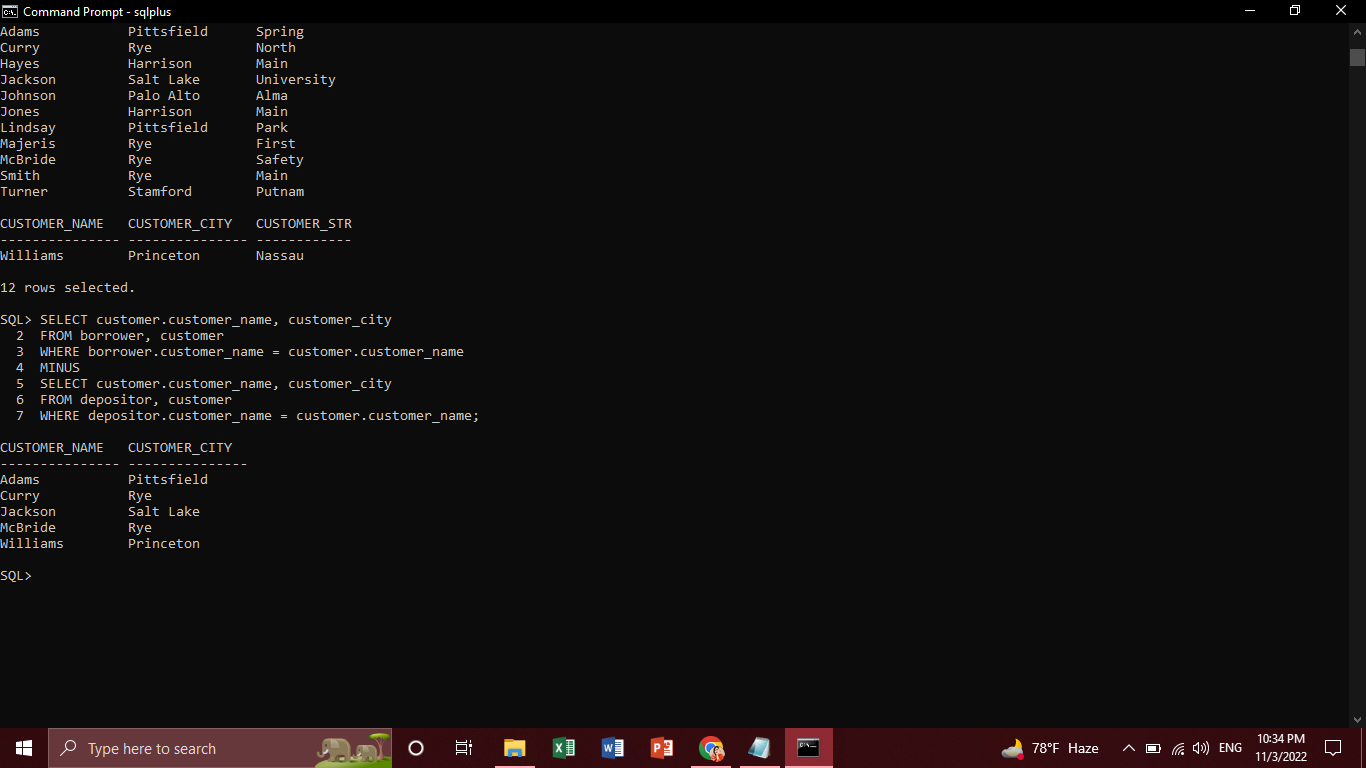 Command Prompt - sqlplus
Adams           Pittsfield      Spring
Curry           Rye             North
Hayes           Harrison        Main
Jackson         Salt Lake       University
Johnson         Palo Alto       Alma
Jones           Harrison        Main
Lindsay         Pittsfield      Park
Majeris         Rye             First
McBride         Rye             Safety
Smith           Rye             Main
Turner          Stamford        Putnam
CUSTOMER_NAME   CUSTOMER_CITY   CUSTOMER_STR
--------------- --------------- ------------
Williams        Princeton       Nassau
12 rows selected.
SQL> SELECT customer.customer_name, customer_city
  2  FROM borrower, customer
  3  WHERE borrower.customer_name = customer.customer_name
  4  MINUS
  5  SELECT customer.customer_name, customer_city
  6  FROM depositor, customer
  7  WHERE depositor.customer_name = customer.customer_name;
CUSTOMER_NAME   CUSTOMER_CITY
--------------- ---------------
Adams           Pittsfield
Curry           Rye
Jackson         Salt Lake
McBride         Rye
Williams        Princeton
SQL>
Type here to search
78°F Haze
ENG
10:34 PM
11/3/2022